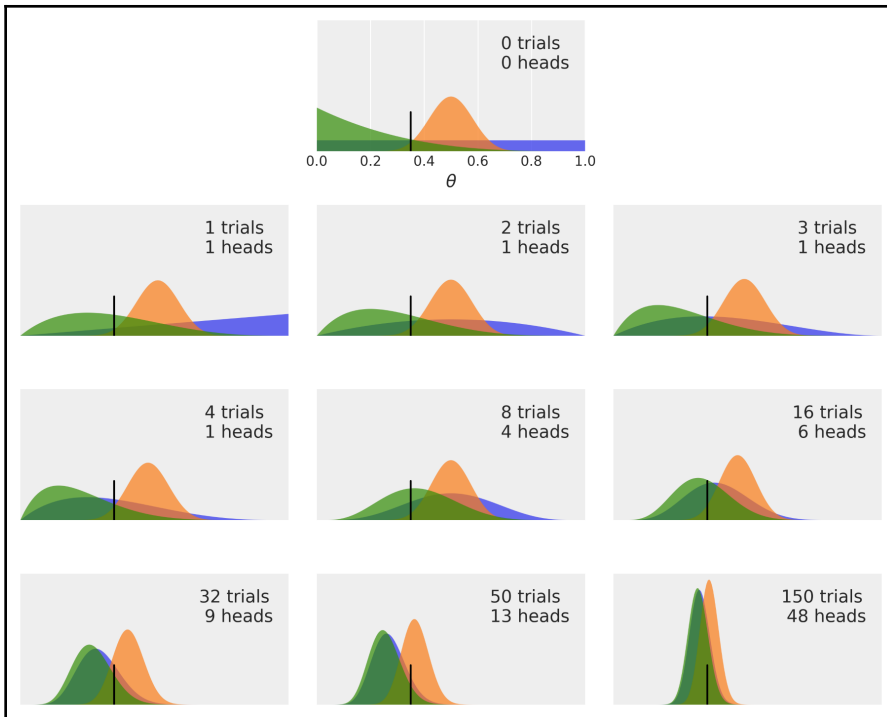 0 trials
0 heads
0.0 0.2 0.4 0.6 0.8 1.0
θ
1 trials
1 heads
2 trials
1 heads
3 trials
1 heads
4 trials
1 heads
8 trials
4 heads
16 trials
6 heads
32 trials
9 heads
50 trials
13 heads
150 trials
48 heads